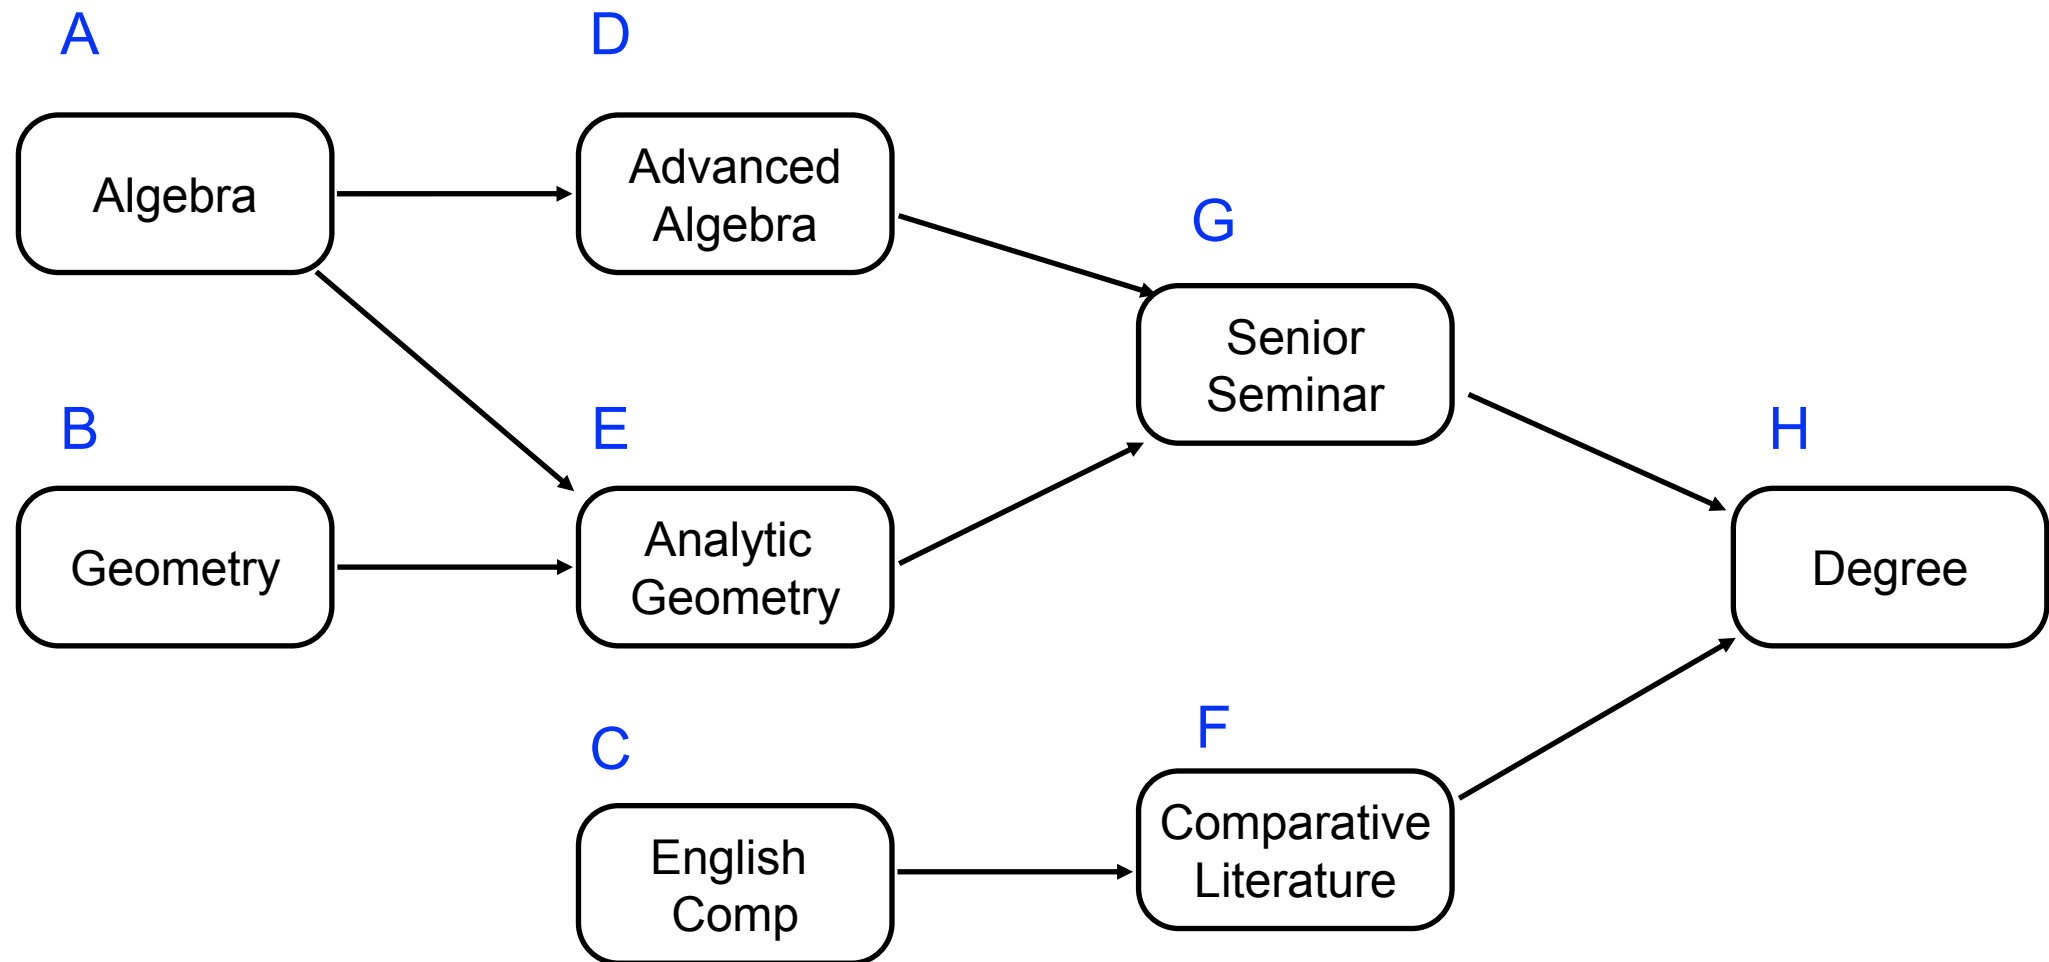 A
D
Algebra
Advanced
Algebra
G
Senior
Seminar
B
E
H
Geometry
Analytic
Geometry
Degree
C
F
English
Comp
Comparative
Literature